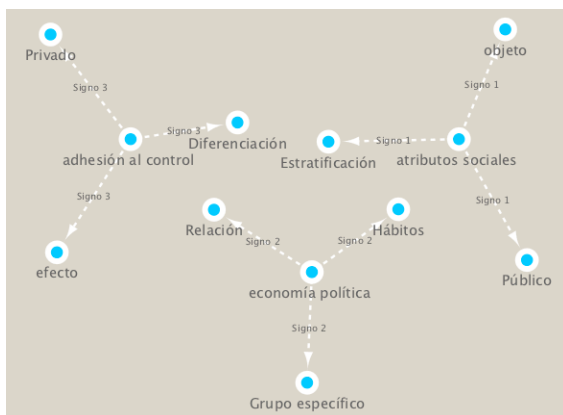 objeto
Privado
Signo 3
Signo 1
Signo 3
Diferenciación
Signo 1
adhesión al control
Estratificación
atributos sociales
Signo 3
Signo 1
Relación
Hábitos
Signo 2
Signo 2
efecto
Público
economía política
Signo 2
Grupo específico